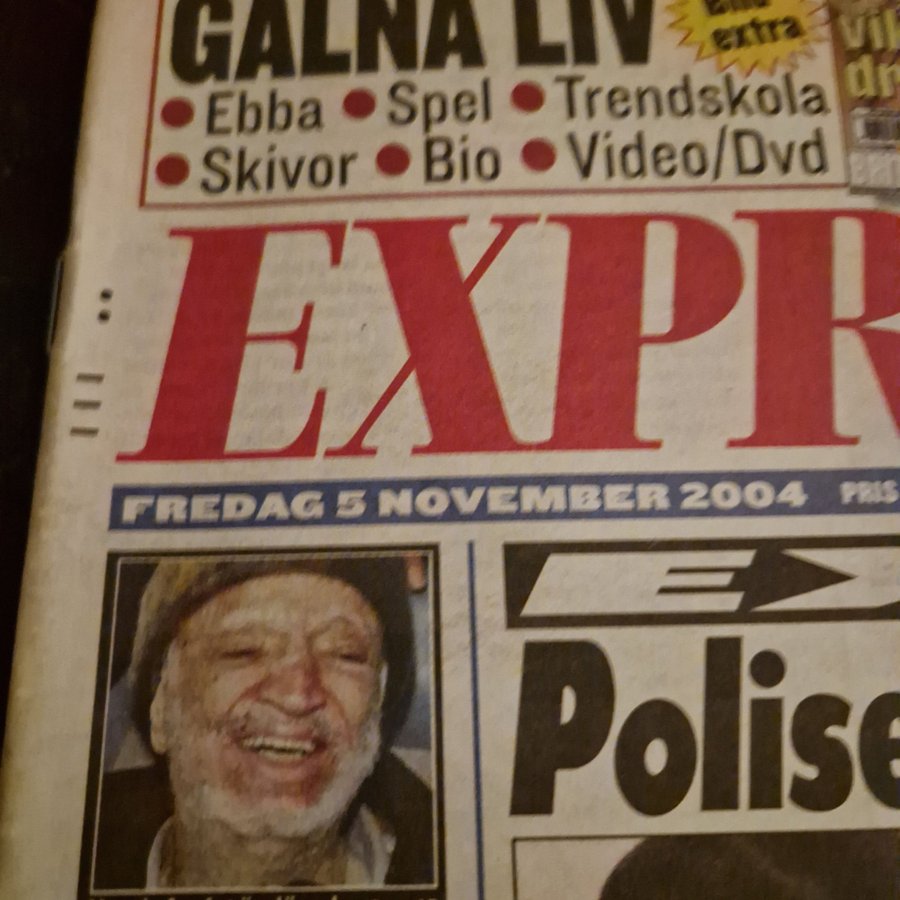 GALNA LIV
extra
● Ebba ● Spel ● Trendskola
● Skivor ● Bio ● Video/Dvd
EXPR
FREDAG 5 NOVEMBER 2004 PRIS
Polise